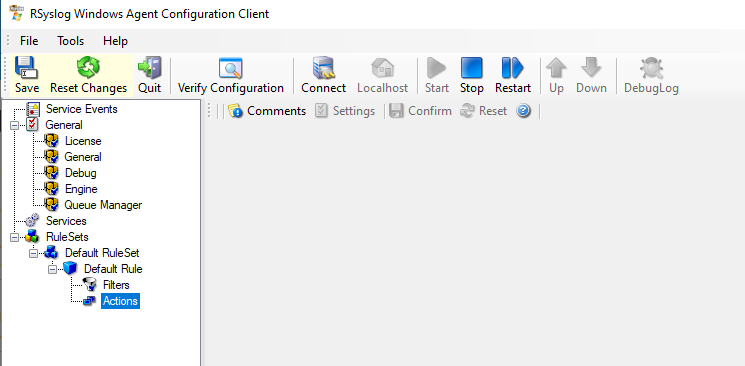 RSyslog Windows Agent Configuration Client
File Tools Help
Save Reset Changes Quit Verify Configuration Connect Localhost Start Stop Restart Up Down DebugLog
Comments Settings Confirm Reset ?
Service Events
General
License
General
Debug
Engine
Queue Manager
Services
RuleSets
Default RuleSet
Default Rule
Filters
Actions